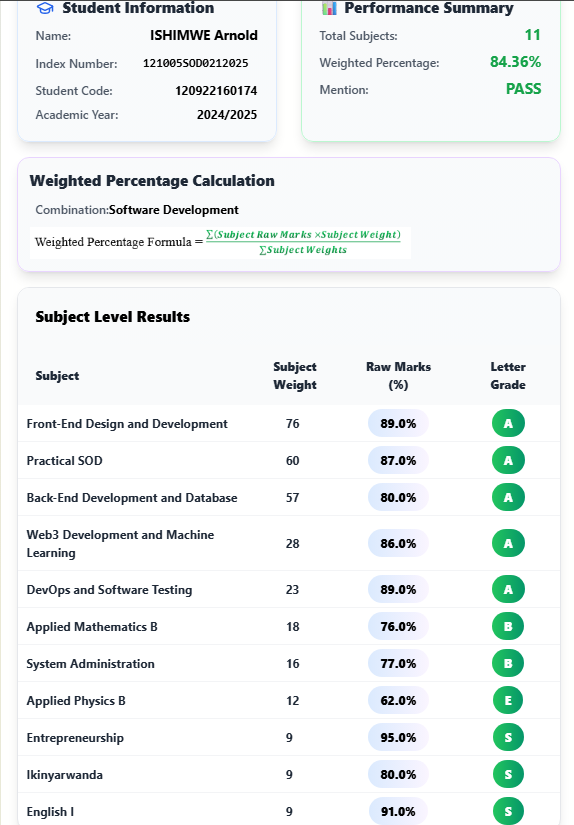 Student Information
Name: ISHIMWE Arnold
Index Number: 121005SOD0212025
Student Code: 120922160174
Academic Year: 2024/2025
Performance Summary
Total Subjects: 11
Weighted Percentage: 84.36%
Mention: PASS
Weighted Percentage Calculation
Combination:Software Development
Weighted Percentage Formula = ∑(Subject Raw Marks ×Subject Weight)
∑Subject Weights
Subject Level Results
Subject Subject Weight Raw Marks (%) Letter Grade
Front-End Design and Development 76 89.0% A
Practical SOD 60 87.0% A
Back-End Development and Database 57 80.0% A
Web3 Development and Machine Learning 28 86.0% A
DevOps and Software Testing 23 89.0% A
Applied Mathematics B 18 76.0% B
System Administration 16 77.0% B
Applied Physics B 12 62.0% E
Entrepreneurship 9 95.0% S
Ikinyarwanda 9 80.0% S
English I 9 91.0% S